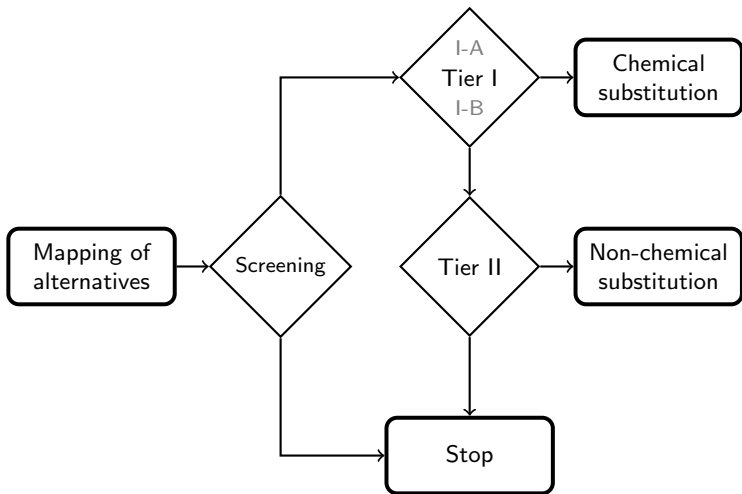 I-A
Tier I
I-B
Chemical
substitution
Mapping of
alternatives
Screening
Tier II
Non-chemical
substitution
Stop